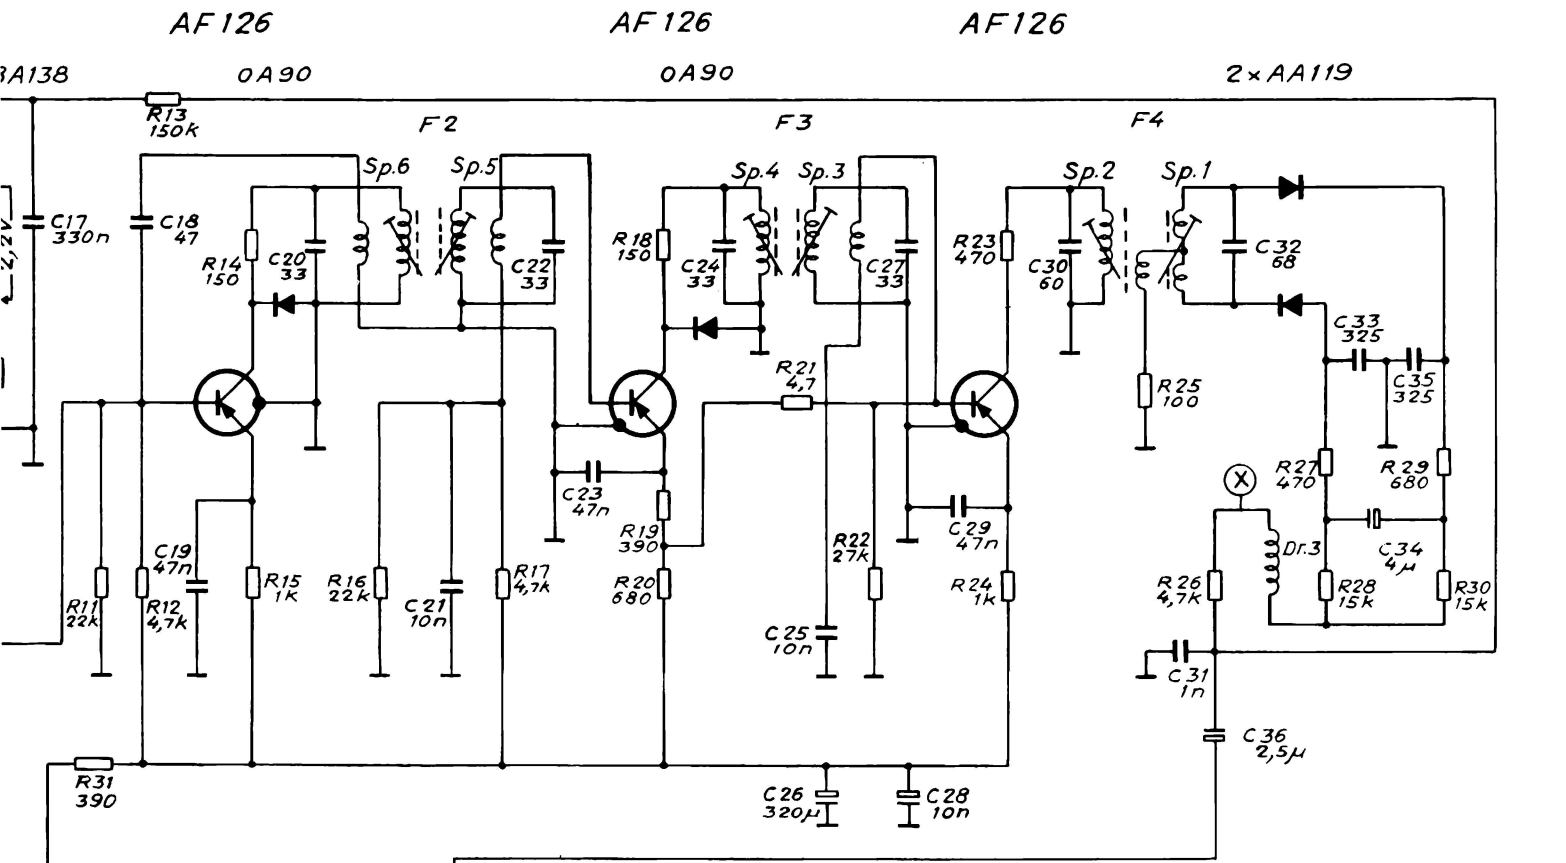 AF126
AF126
AF126
BA138
OA90
OA90
2xAA119
R13
150k
F2
F3
F4
Sp.6
Sp.5
Sp.4
Sp.3
Sp.2
Sp.1
2,2V
C17
330n
C18
47
R14
150
C20
33
C22
33
R18
150
C24
33
C27
33
R23
470
C30
60
C32
68
C33
325
C35
325
R21
4,7
R25
100
R27
470
R29
680
X
C23
47n
R19
390
C29
47n
R22
27k
C34
4µ
Dr.3
C19
47n
R11
22k
R12
4,7k
R15
1k
R16
22k
C21
10n
R17
4,7k
R20
680
C25
10n
R24
1k
R26
4,7k
R28
15k
R30
15k
C31
1n
C36
2,5µ
R31
390
C26
320µ
C28
10n